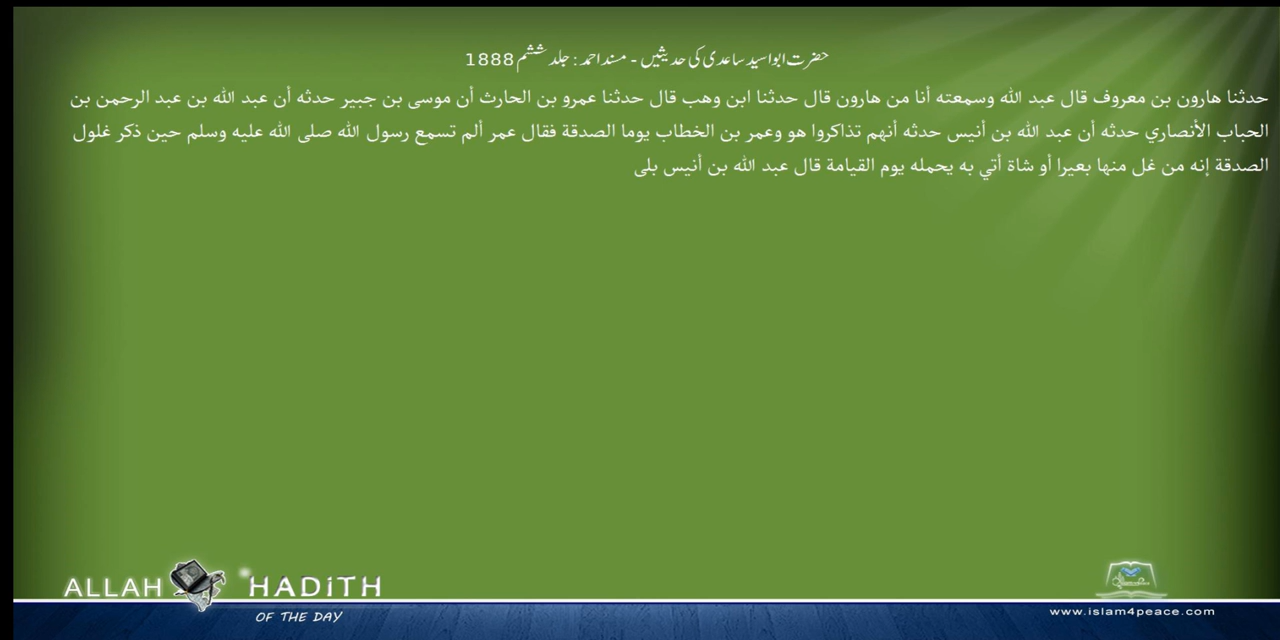 حضرت ابواسید ساعدی کی حدیثیں - مسند احمد : جلد ششم 1888
حدثنا هارون بن معروف قال عبد الله وسمعته أنا من هارون قال حدثنا ابن وهب قال حدثنا عمرو بن الحارث أن موسى بن جبير حدثه أن عبد الله بن عبد الرحمن بن
الحباب الأنصاري حدثه أن عبد الله بن أنيس حدثه أنهم تذاكروا هو وعمر بن الخطاب يوما الصدقة فقال عمر ألم تسمع رسول الله صلى الله عليه وسلم حين ذكر غلول
الصدقة إنه من غل منها بعيرا أو شاة أتي به يحمله يوم القيامة قال عبد الله بن أنيس بلى
ALLAH HADITH
OF THE DAY
www.islam4peace.com